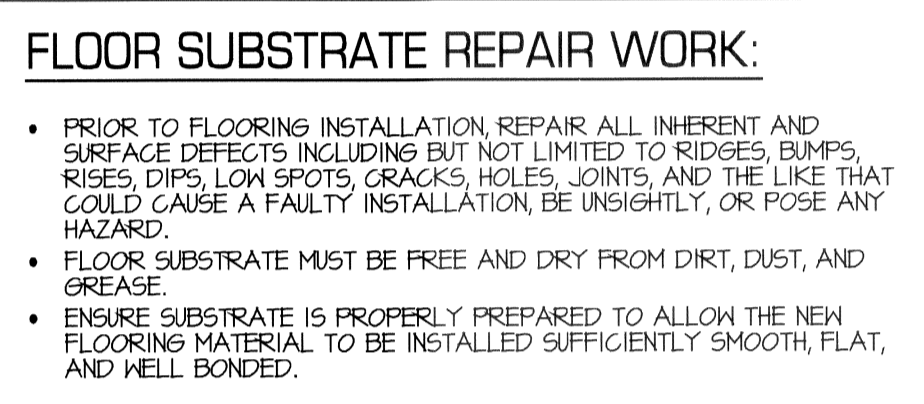 FLOOR SUBSTRATE REPAIR WORK:
• PRIOR TO FLOORING INSTALLATION, REPAIR ALL INHERENT AND
SURFACE DEFECTS INCLUDING BUT NOT LIMITED TO RIDGES, BUMPS,
RISES, DIPS, LOW SPOTS, CRACKS, HOLES, JOINTS, AND THE LIKE THAT
COULD CAUSE A FAULTY INSTALLATION, BE UNSIGHTLY, OR POSE ANY
HAZARD.
• FLOOR SUBSTRATE MUST BE FREE AND DRY FROM DIRT, DUST, AND
GREASE.
• ENSURE SUBSTRATE IS PROPERLY PREPARED TO ALLOW THE NEW
FLOORING MATERIAL TO BE INSTALLED SUFFICIENTLY SMOOTH, FLAT,
AND WELL BONDED.